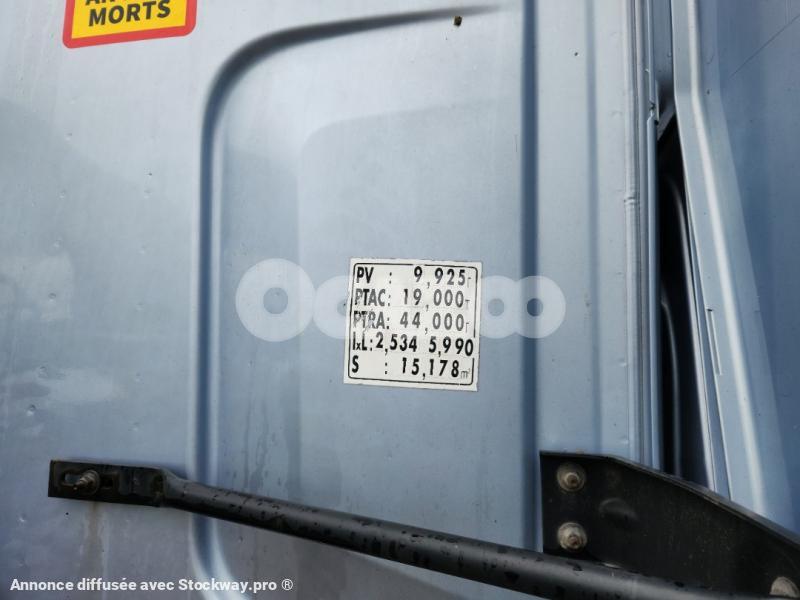 MORTS
PV : 9,925T
PTAC: 19,000T
PTRA: 44,000T
lxL: 2,534 5,990
S : 15,178m²
Annonce diffusée avec Stockway.pro ®